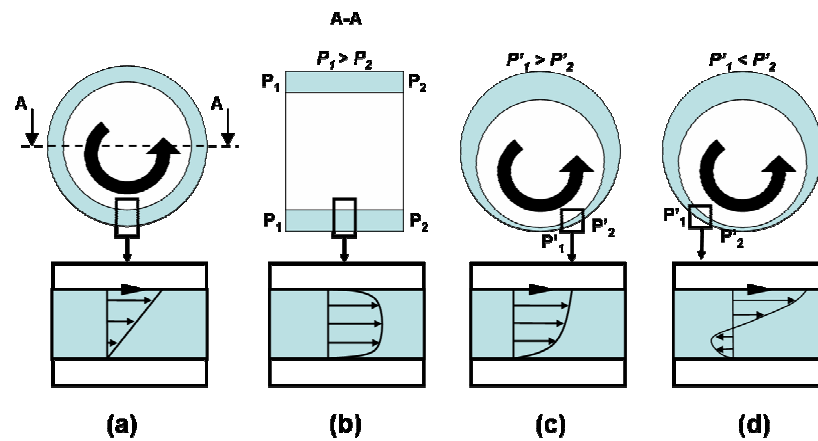 A-A
P1 > P2
P'1 > P'2
P'1 < P'2
A A
P1 P2
P1 P2
P'1 P'2
P'1 P'2
(a) (b) (c) (d)